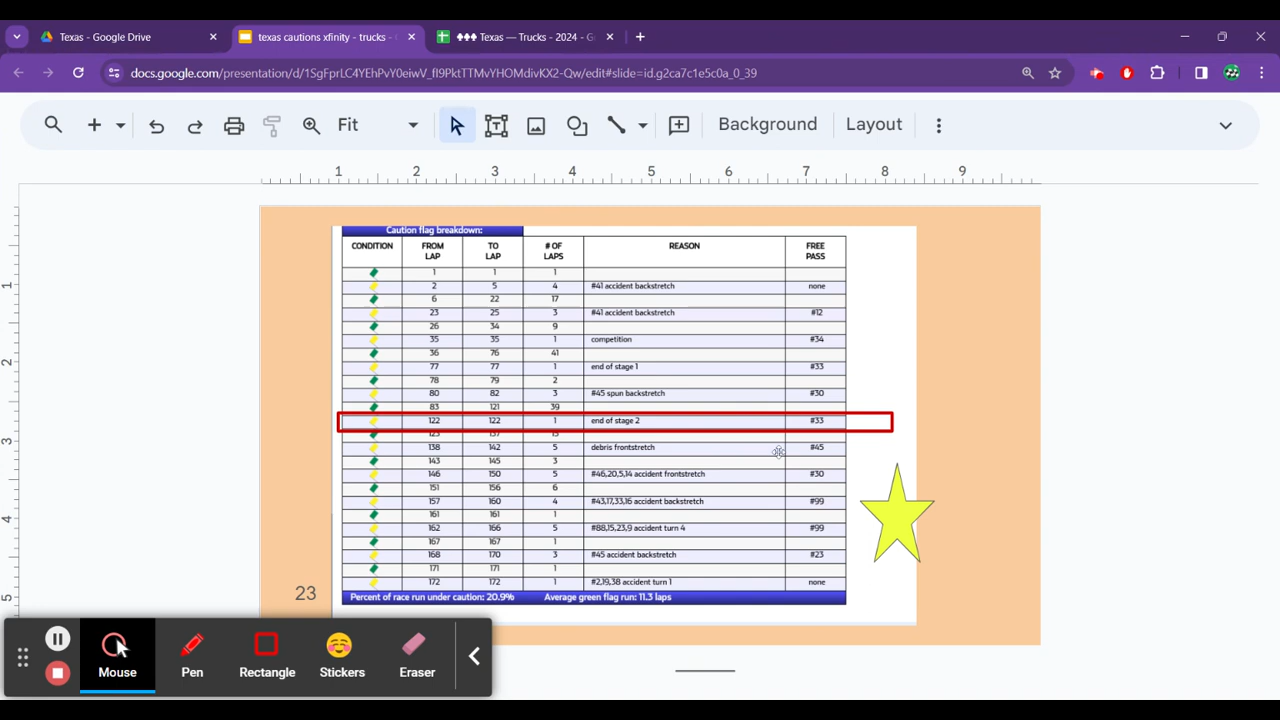 Texas - Google Drive
texas cautions xfinity - trucks -
♠♠♠ Texas — Trucks - 2024 - G
docs.google.com/presentation/d/1SgFprLC4YEhPvY0eiwV_fl9PktTTMvYHOMdivKX2-Qw/edit#slide=id.g2ca7c1e5c0a_0_39
Fit
Background
Layout
1 2 3 4 5 6 7 8 9
1
2
3
4
5
Caution flag breakdown:
CONDITION FROM LAP TO LAP # OF LAPS REASON FREE PASS
1 1 1
2 5 4 #41 accident backstretch none
6 22 17
23 25 3 #41 accident backstretch #12
26 34 9
35 35 1 competition #34
36 76 41
77 77 1 end of stage 1 #33
78 79 2
80 82 3 #45 spun backstretch #30
83 121 39
122 122 1 end of stage 2 #33
123 137 15
138 142 5 debris frontstretch #45
143 145 3
146 150 5 #46,20,5,14 accident frontstretch #30
151 156 6
157 160 4 #43,17,33,16 accident backstretch #99
161 161 1
162 166 5 #88,15,23,9 accident turn 4 #99
167 167 1
168 170 3 #45 accident backstretch #23
171 171 1
172 172 1 #2,19,38 accident turn 1 none
Percent of race run under caution: 20.9% Average green flag run: 11.3 laps
23
Mouse
Pen
Rectangle
Stickers
Eraser